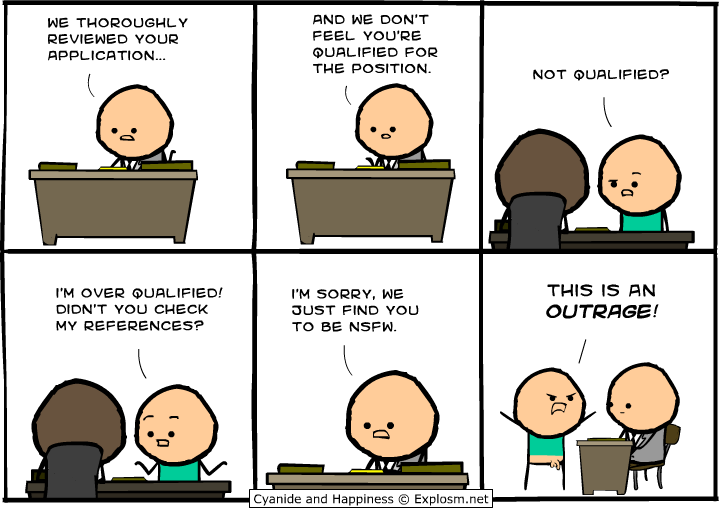 WE THOROUGHLY
REVIEWED YOUR
APPLICATION...
AND WE DON'T
FEEL YOU'RE
QUALIFIED FOR
THE POSITION.
NOT QUALIFIED?
I'M OVER QUALIFIED!
DIDN'T YOU CHECK
MY REFERENCES?
I'M SORRY, WE
JUST FIND YOU
TO BE NSFW.
THIS IS AN
OUTRAGE!
Cyanide and Happiness © Explosm.net